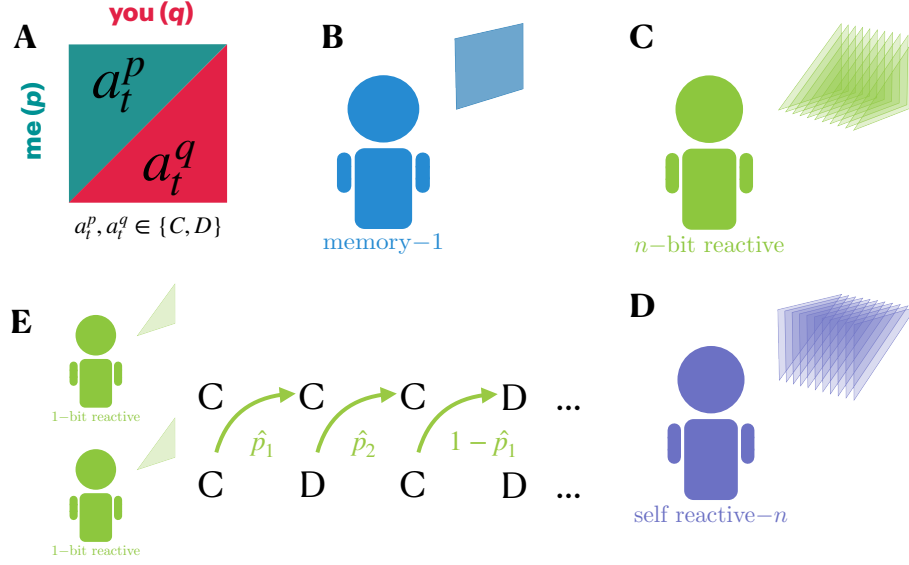 A
you (q)
me (p)
a_t^p
a_t^q
a_t^p, a_t^q ∈ {C, D}
B
memory−1
C
n−bit reactive
D
self reactive−n
E
1−bit reactive
1−bit reactive
C C C D ...
p̂_1 p̂_2 1 − p̂_1
C D C D ...